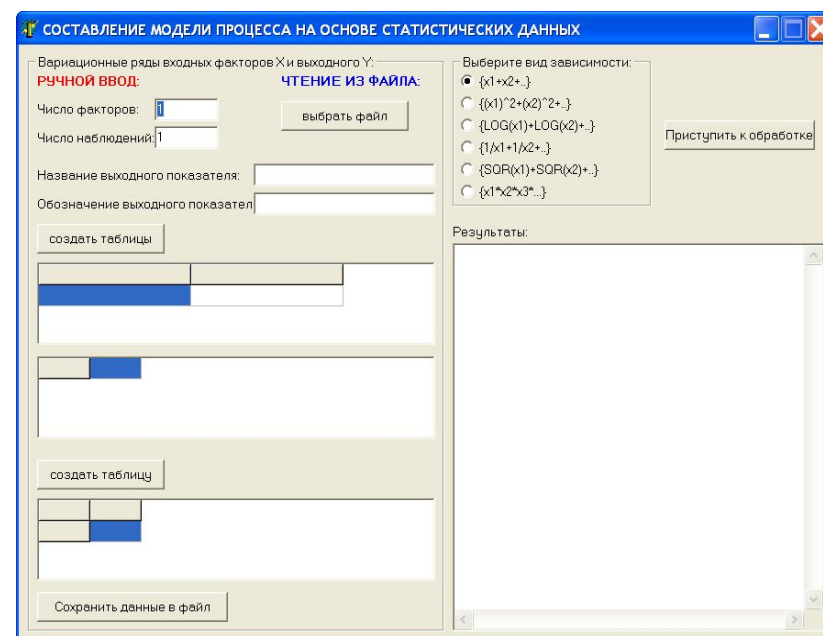 СОСТАВЛЕНИЕ МОДЕЛИ ПРОЦЕССА НА ОСНОВЕ СТАТИСТИЧЕСКИХ ДАННЫХ
Вариационные ряды входных факторов X и выходного Y:
РУЧНОЙ ВВОД:
ЧТЕНИЕ ИЗ ФАЙЛА:
Число факторов: 1
выбрать файл
Число наблюдений: 1
Название выходного показателя:
Обозначение выходного показател
создать таблицы
создать таблицу
Сохранить данные в файл
Выберите вид зависимости:
{x1+x2+..}
{(x1)^2+(x2)^2+..}
{LOG(x1)+LOG(x2)+..}
{1/x1+1/x2+..}
{SQR(x1)+SQR(x2)+..}
{x1*x2*x3*...}
Приступить к обработке
Результаты: